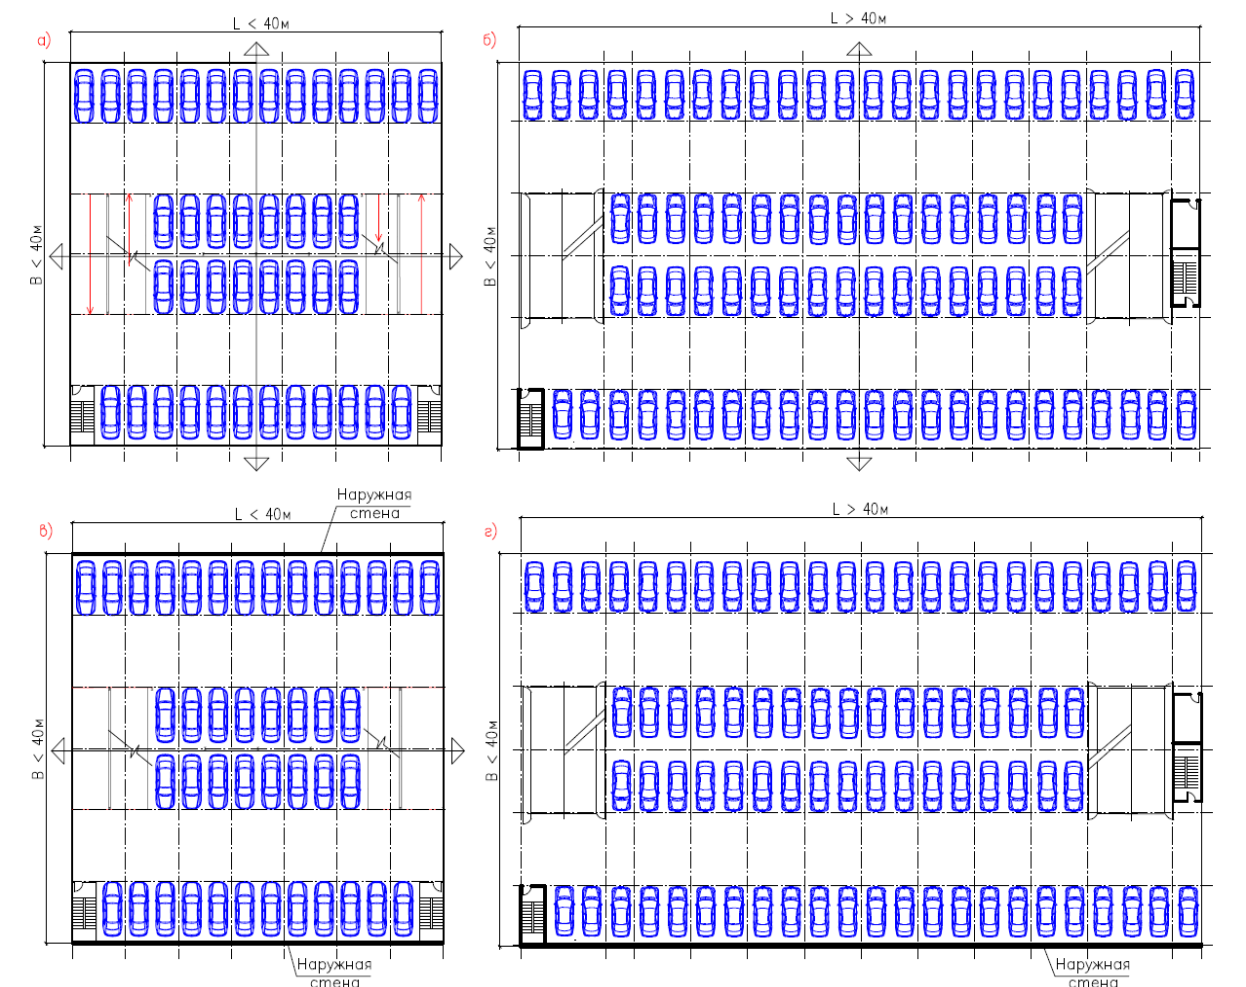 а)
L < 40м
B < 40м
б)
L > 40м
B < 40м
в)
L < 40м
Наружная
стена
B < 40м
Наружная
стена
г)
L > 40м
B < 40м
Наружная
стена